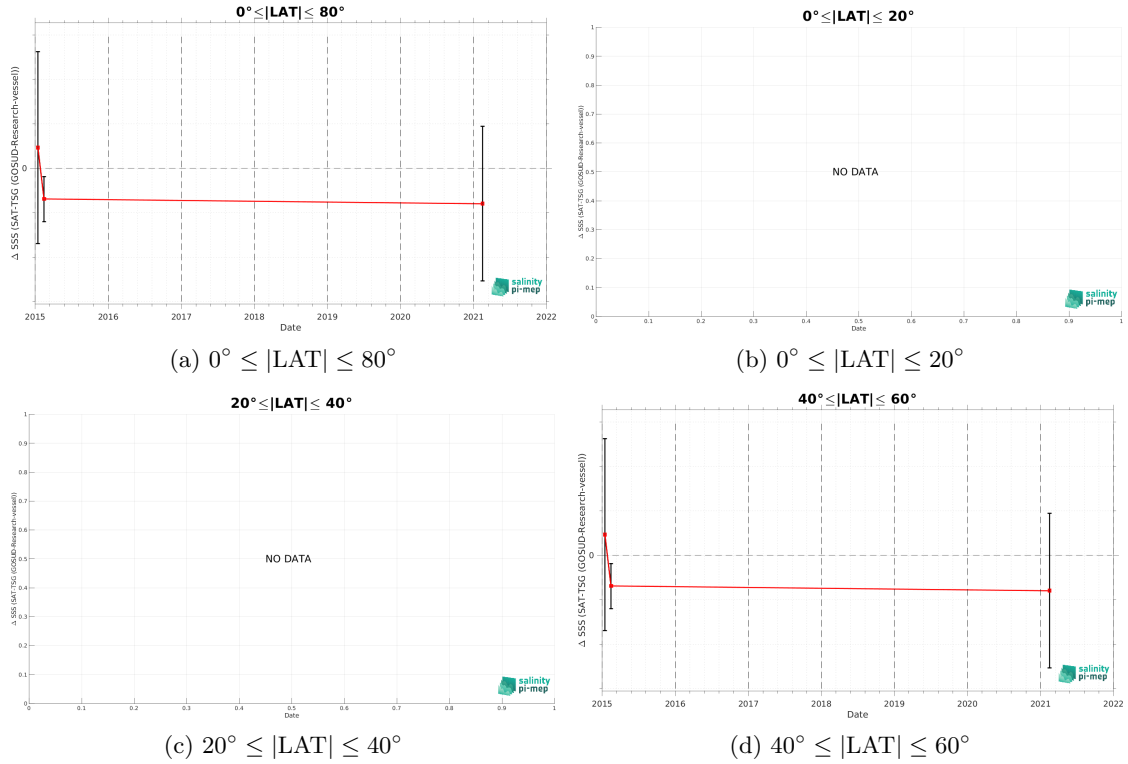 0°≤|LAT|≤ 80°
Δ SSS (SAT-TSG (GOSUD-Research-vessel))
0
2015 2016 2017 2018 2019 2020 2021 2022
Date
salinity
pi-mep
(a) 0° ≤ |LAT| ≤ 80°
0°≤|LAT|≤ 20°
Δ SSS (SAT-TSG (GOSUD-Research-vessel))
1
0.9
0.8
0.7
0.6
0.5
0.4
0.3
0.2
0.1
0
NO DATA
0 0.1 0.2 0.3 0.4 0.5 0.6 0.7 0.8 0.9 1
Date
salinity
pi-mep
(b) 0° ≤ |LAT| ≤ 20°
20°≤|LAT|≤ 40°
Δ SSS (SAT-TSG (GOSUD-Research-vessel))
1
0.9
0.8
0.7
0.6
0.5
0.4
0.3
0.2
0.1
0
NO DATA
0 0.1 0.2 0.3 0.4 0.5 0.6 0.7 0.8 0.9 1
Date
salinity
pi-mep
(c) 20° ≤ |LAT| ≤ 40°
40°≤|LAT|≤ 60°
Δ SSS (SAT-TSG (GOSUD-Research-vessel))
0
2015 2016 2017 2018 2019 2020 2021 2022
Date
salinity
pi-mep
(d) 40° ≤ |LAT| ≤ 60°